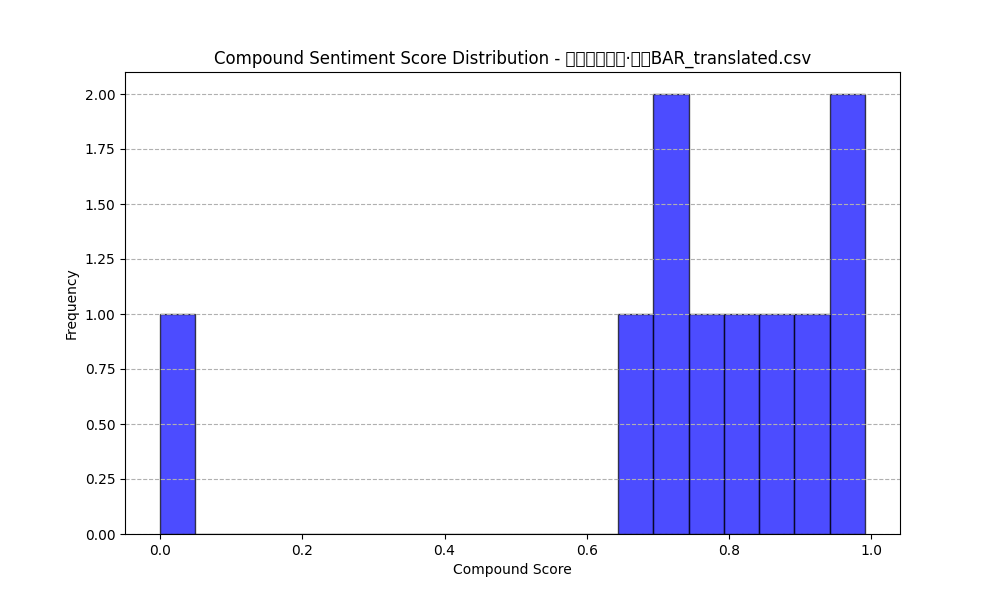 Compound Sentiment Score Distribution - ·BAR_translated.csv
2.00
1.75
1.50
1.25
1.00
0.75
0.50
0.25
0.00
Frequency
0.0 0.2 0.4 0.6 0.8 1.0
Compound Score